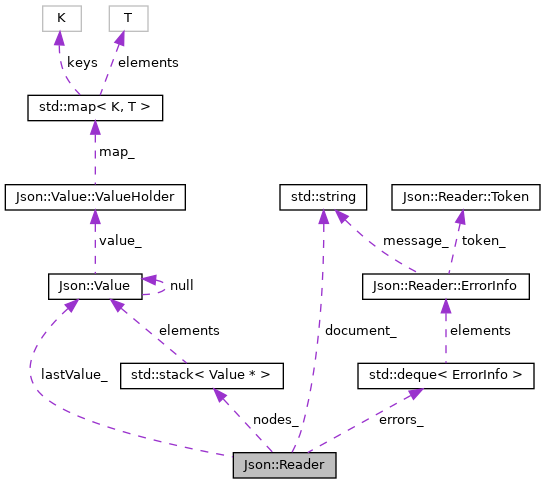 K
T
keys
elements
std::map< K, T >
map_
Json::Value::ValueHolder
std::string
Json::Reader::Token
value_
message_
token_
Json::Value
null
Json::Reader::ErrorInfo
elements
document_
elements
lastValue_
std::stack< Value * >
std::deque< ErrorInfo >
nodes_
errors_
Json::Reader